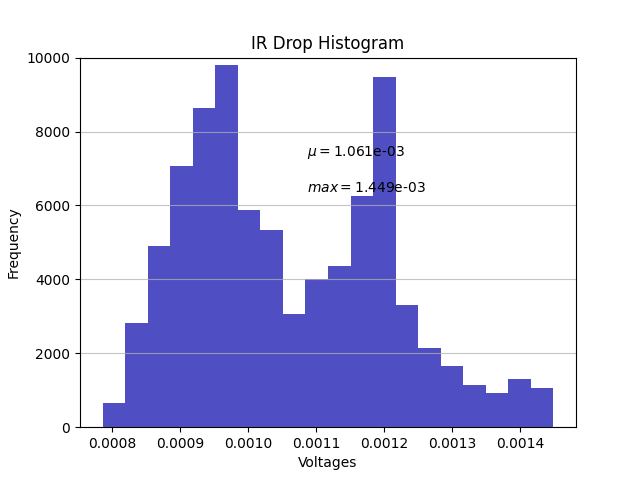 IR Drop Histogram
10000
8000
6000
4000
2000
0
Frequency
μ = 1.061e-03
max = 1.449e-03
0.0008 0.0009 0.0010 0.0011 0.0012 0.0013 0.0014
Voltages